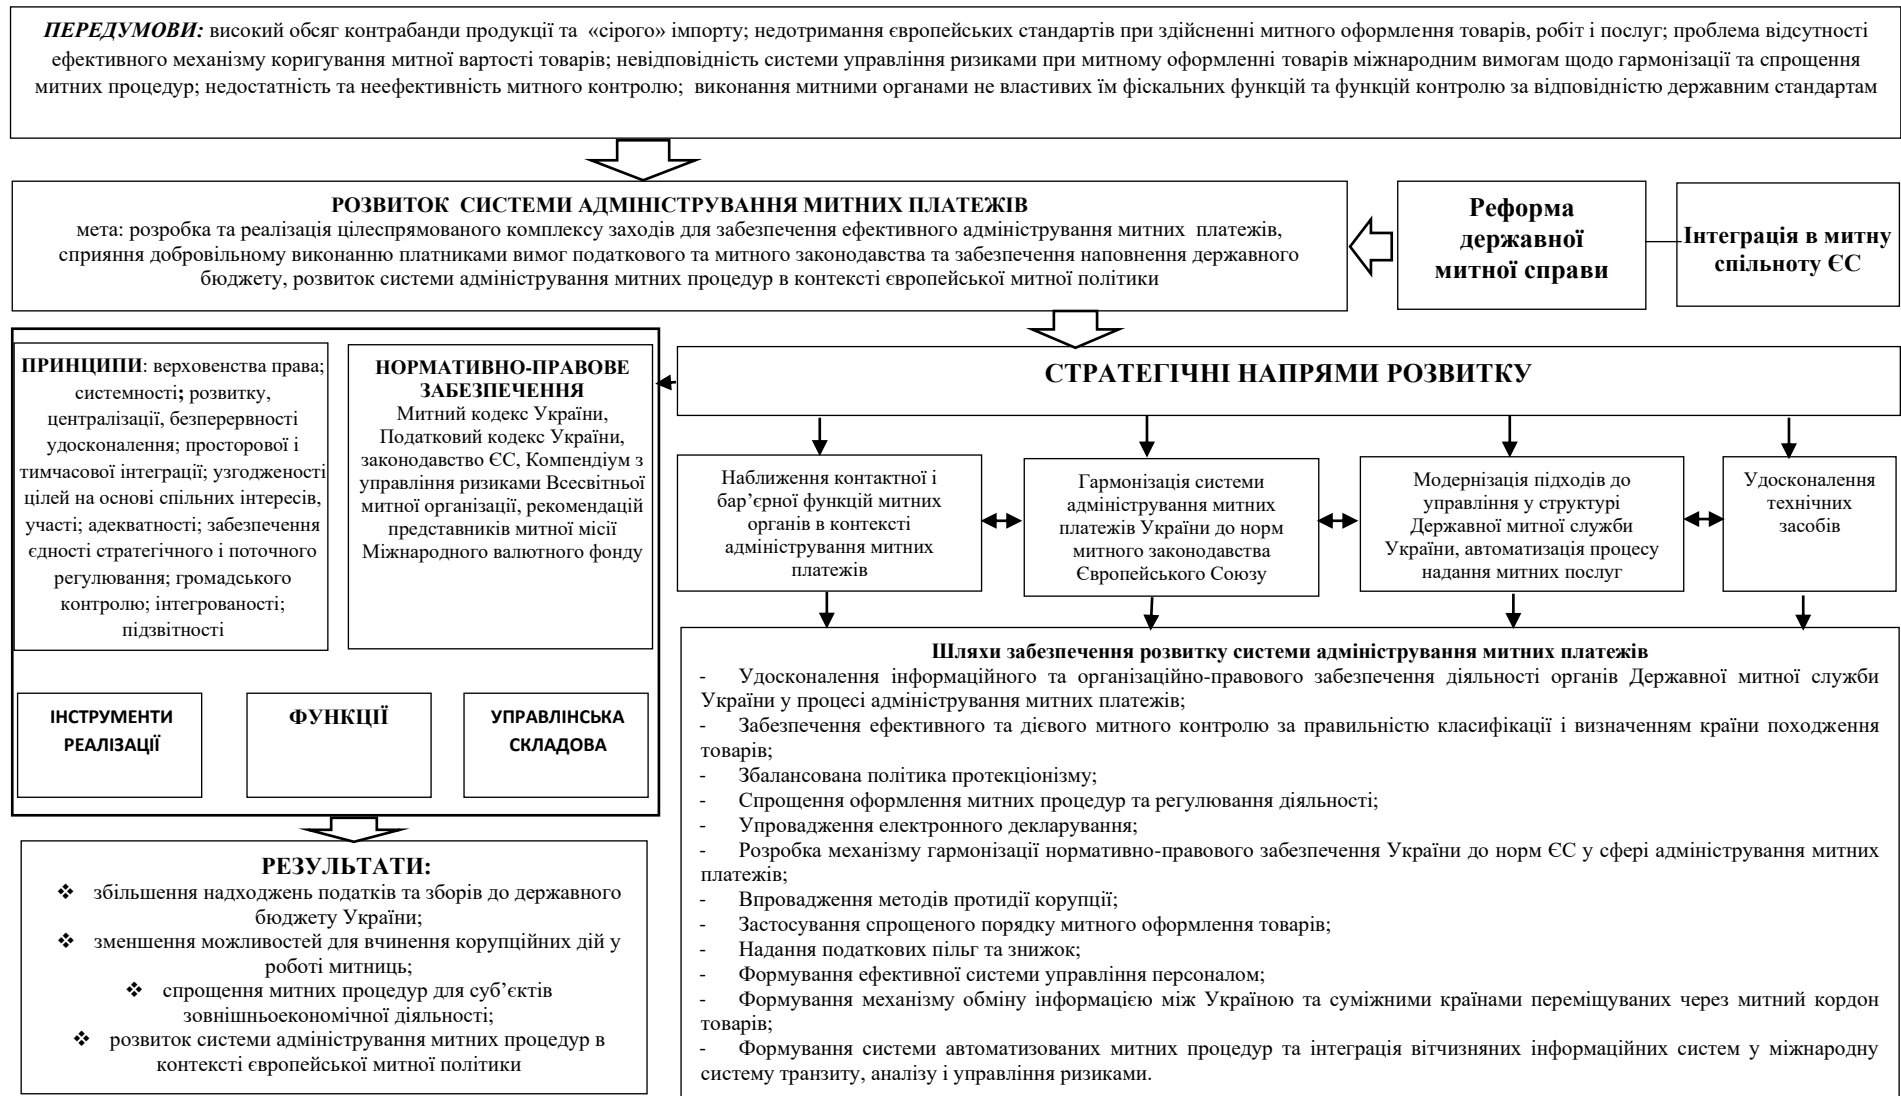 ПЕРЕДУМОВИ: високий обсяг контрабанди продукції та «сірого» імпорту; недотримання європейських стандартів при здійсненні митного оформлення товарів, робіт і послуг; проблема відсутності
ефективного механізму коригування митної вартості товарів; невідповідність системи управління ризиками при митному оформленні товарів міжнародним вимогам щодо гармонізації та спрощення
митних процедур; недостатність та неефективність митного контролю; виконання митними органами не властивих їм фіскальних функцій та функцій контролю за відповідністю державним стандартам
РОЗВИТОК СИСТЕМИ АДМІНІСТРУВАННЯ МИТНИХ ПЛАТЕЖІВ
мета: розробка та реалізація цілеспрямованого комплексу заходів для забезпечення ефективного адміністрування митних платежів,
сприяння добровільному виконанню платниками вимог податкового та митного законодавства та забезпечення наповнення державного
бюджету, розвиток системи адміністрування митних процедур в контексті європейської митної політики
Реформа
державної
митної справи
Інтеграція в митну
спільноту ЄС
ПРИНЦИПИ: верховенства права;
системності; розвитку,
централізації, безперервності
удосконалення; просторової і
тимчасової інтеграції; узгодженості
цілей на основі спільних інтересів,
участі; адекватності; забезпечення
єдності стратегічного і поточного
регулювання; громадського
контролю; інтегрованості;
підзвітності
НОРМАТИВНО-ПРАВОВЕ
ЗАБЕЗПЕЧЕННЯ
Митний кодекс України,
Податковий кодекс України,
законодавство ЄС, Компендіум з
управління ризиками Всесвітньої
митної організації, рекомендацій
представників митної місії
Міжнародного валютного фонду
СТРАТЕГІЧНІ НАПРЯМИ РОЗВИТКУ
Наближення контактної і
бар’єрної функцій митних
органів в контексті
адміністрування митних
платежів
Гармонізація системи
адміністрування митних
платежів України до норм
митного законодавства
Європейського Союзу
Модернізація підходів до
управління у структурі
Державної митної служби
України, автоматизація процесу
надання митних послуг
Удосконалення
технічних
засобів
ІНСТРУМЕНТИ
РЕАЛІЗАЦІЇ
ФУНКЦІЇ
УПРАВЛІНСЬКА
СКЛАДОВА
РЕЗУЛЬТАТИ:
❖ збільшення надходжень податків та зборів до державного
бюджету України;
❖ зменшення можливостей для вчинення корупційних дій у
роботі митниць;
❖ спрощення митних процедур для суб’єктів
зовнішньоекономічної діяльності;
❖ розвиток системи адміністрування митних процедур в
контексті європейської митної політики
Шляхи забезпечення розвитку системи адміністрування митних платежів
- Удосконалення інформаційного та організаційно-правового забезпечення діяльності органів Державної митної служби
України у процесі адміністрування митних платежів;
- Забезпечення ефективного та дієвого митного контролю за правильністю класифікації і визначенням країни походження
товарів;
- Збалансована політика протекціонізму;
- Спрощення оформлення митних процедур та регулювання діяльності;
- Упровадження електронного декларування;
- Розробка механізму гармонізації нормативно-правового забезпечення України до норм ЄС у сфері адміністрування митних
платежів;
- Впровадження методів протидії корупції;
- Застосування спрощеного порядку митного оформлення товарів;
- Надання податкових пільг та знижок;
- Формування ефективної системи управління персоналом;
- Формування механізму обміну інформацією між Україною та суміжними країнами переміщуваних через митний кордон
товарів;
- Формування системи автоматизованих митних процедур та інтеграція вітчизняних інформаційних систем у міжнародну
систему транзиту, аналізу і управління ризиками.